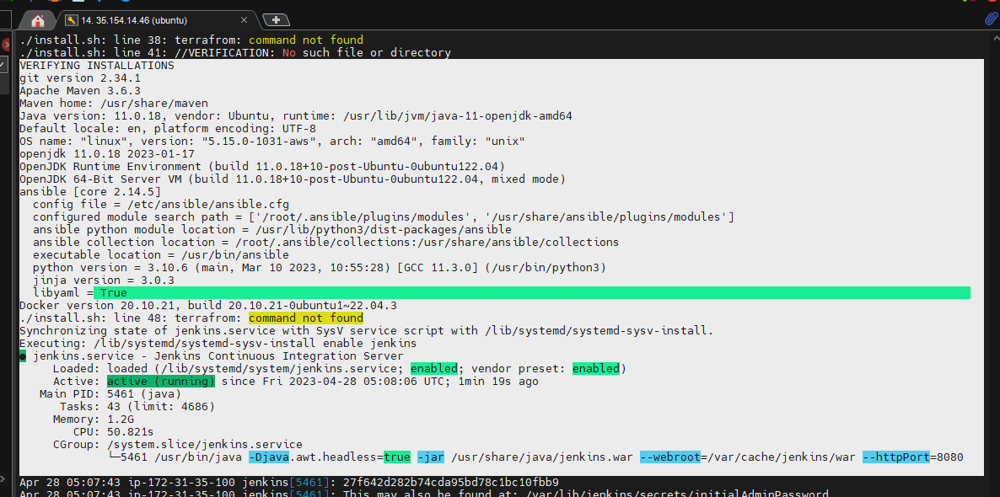 14. 35.154.14.46 (ubuntu)
./install.sh: line 38: terrafrom: command not found
./install.sh: line 41: //VERIFICATION: No such file or directory
VERIFYING INSTALLATIONS
git version 2.34.1
Apache Maven 3.6.3
Maven home: /usr/share/maven
Java version: 11.0.18, vendor: Ubuntu, runtime: /usr/lib/jvm/java-11-openjdk-amd64
Default locale: en, platform encoding: UTF-8
OS name: "linux", version: "5.15.0-1031-aws", arch: "amd64", family: "unix"
openjdk 11.0.18 2023-01-17
OpenJDK Runtime Environment (build 11.0.18+10-post-Ubuntu-0ubuntu122.04)
OpenJDK 64-Bit Server VM (build 11.0.18+10-post-Ubuntu-0ubuntu122.04, mixed mode)
ansible [core 2.14.5]
  config file = /etc/ansible/ansible.cfg
  configured module search path = ['/root/.ansible/plugins/modules', '/usr/share/ansible/plugins/modules']
  ansible python module location = /usr/lib/python3/dist-packages/ansible
  ansible collection location = /root/.ansible/collections:/usr/share/ansible/collections
  executable location = /usr/bin/ansible
  python version = 3.10.6 (main, Mar 10 2023, 10:55:28) [GCC 11.3.0] (/usr/bin/python3)
  jinja version = 3.0.3
  libyaml = True
Docker version 20.10.21, build 20.10.21-0ubuntu1~22.04.3
./install.sh: line 48: terrafrom: command not found
Synchronizing state of jenkins.service with SysV service script with /lib/systemd/systemd-sysv-install.
Executing: /lib/systemd/systemd-sysv-install enable jenkins
● jenkins.service - Jenkins Continuous Integration Server
     Loaded: loaded (/lib/systemd/system/jenkins.service; enabled; vendor preset: enabled)
     Active: active (running) since Fri 2023-04-28 05:08:06 UTC; 1min 19s ago
   Main PID: 5461 (java)
      Tasks: 43 (limit: 4686)
     Memory: 1.2G
        CPU: 50.821s
     CGroup: /system.slice/jenkins.service
             └─5461 /usr/bin/java -Djava.awt.headless=true -jar /usr/share/java/jenkins.war --webroot=/var/cache/jenkins/war --httpPort=8080
Apr 28 05:07:43 ip-172-31-35-100 jenkins[5461]: 27f642d282b74cda95bd78c1bc10fbb9
Apr 28 05:07:43 ip-172-31-35-100 jenkins[5461]: This may also be found at: /var/lib/jenkins/secrets/initialAdminPassword